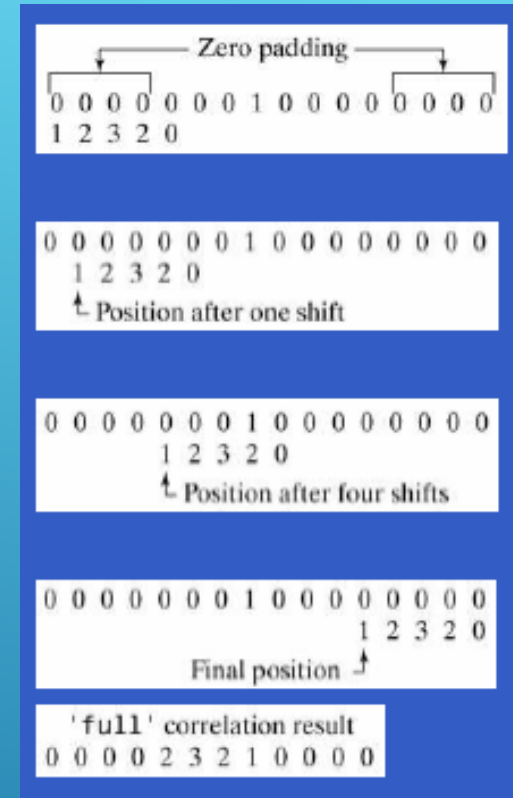 Zero padding
0 0 0 0 0 0 0 1 0 0 0 0 0 0 0 0
1 2 3 2 0
0 0 0 0 0 0 0 1 0 0 0 0 0 0 0 0
1 2 3 2 0
Position after one shift
0 0 0 0 0 0 0 1 0 0 0 0 0 0 0 0
1 2 3 2 0
Position after four shifts
0 0 0 0 0 0 0 1 0 0 0 0 0 0 0 0
1 2 3 2 0
Final position
'full' correlation result
0 0 0 0 2 3 2 1 0 0 0 0